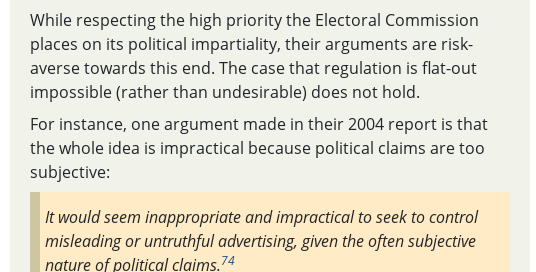 While respecting the high priority the Electoral Commission
places on its political impartiality, their arguments are risk-
averse towards this end. The case that regulation is flat-out
impossible (rather than undesirable) does not hold.
For instance, one argument made in their 2004 report is that
the whole idea is impractical because political claims are too
subjective:
It would seem inappropriate and impractical to seek to control
misleading or untruthful advertising, given the often subjective
nature of political claims.74